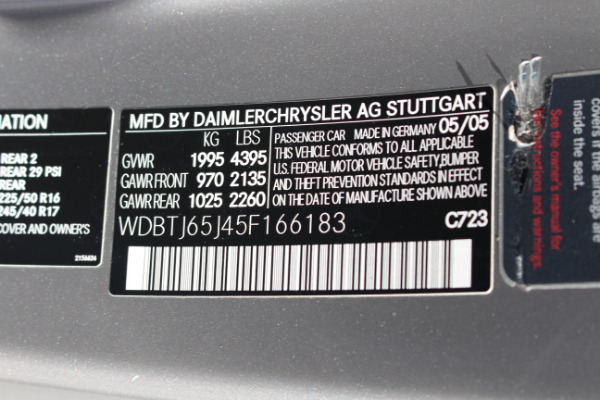 NATION
REAR 2
REAR 29 PSI
REAR
225/50 R16
245/40 R17
COVER AND OWNER'S
2156634
MFD BY DAIMLERCHRYSLER AG STUTTGART
KG LBS
GVWR 1995 4395
GAWR FRONT 970 2135
GAWR REAR 1025 2260
PASSENGER CAR MADE IN GERMANY 05/05
THIS VEHICLE CONFORMS TO ALL APPLICABLE
U.S. FEDERAL MOTOR VEHICLE SAFETY, BUMPER
AND THEFT PREVENTION STANDARDS IN EFFECT
ON THE DATE OF MANUFACTURE SHOWN ABOVE
WDBTJ65J45F166183
C723
covers if the air
inside the seat.
See the owner's manual for
instructions and warnings.